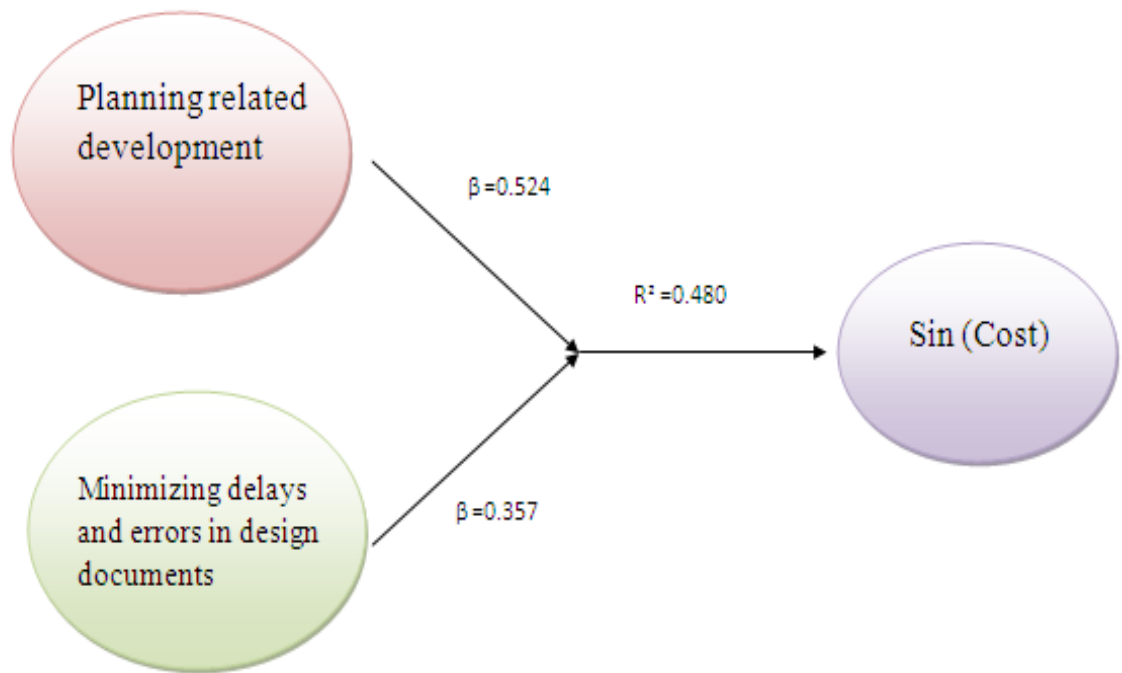 Planning related
development
β =0.524
R² =0.480
Sin (Cost)
Minimizing delays
and errors in design
documents
β =0.357